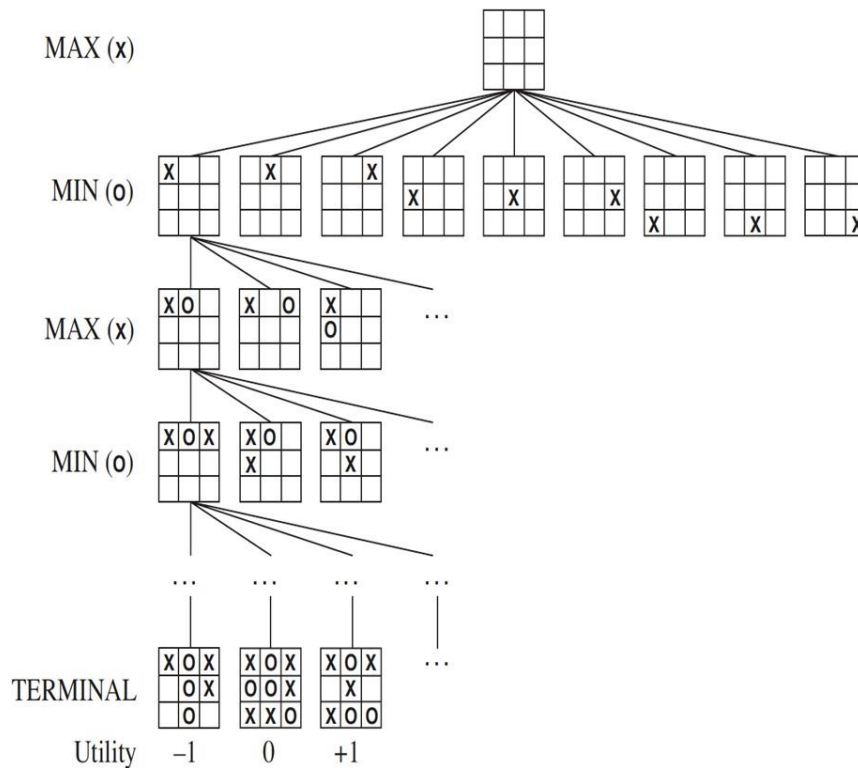 MAX (X)
MIN (O)
X X X X X X X X X
MAX (X)
X O X O X
O
...
MIN (O)
X O X X O X O
X X
...
... ... ... ...
TERMINAL
X O X X O X X O X
O X O O X X
O X X O X O O
...
Utility –1 0 +1